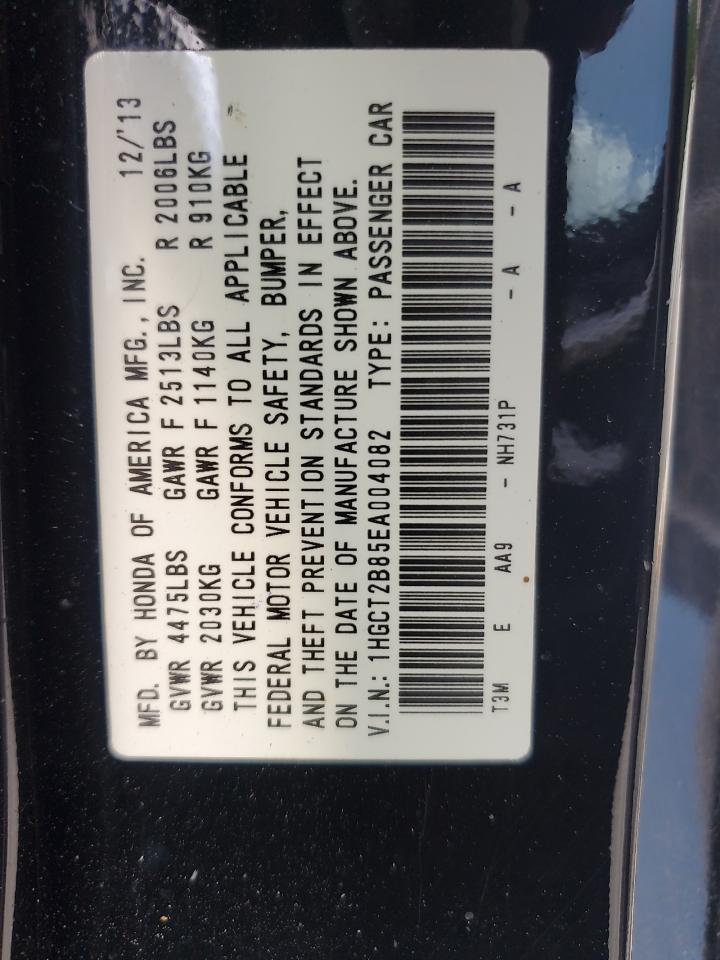 MFD. BY HONDA OF AMERICA MFG., INC. 12/'13
GVWR 4475LBS GAWR F 2513LBS R 2006LBS
GVWR 2030KG GAWR F 1140KG R 910KG
THIS VEHICLE CONFORMS TO ALL APPLICABLE
FEDERAL MOTOR VEHICLE SAFETY, BUMPER,
AND THEFT PREVENTION STANDARDS IN EFFECT
ON THE DATE OF MANUFACTURE SHOWN ABOVE.
V.I.N.: 1HGCT2B85EA004082 TYPE: PASSENGER CAR
T3M E AA9 - NH731P - A - A